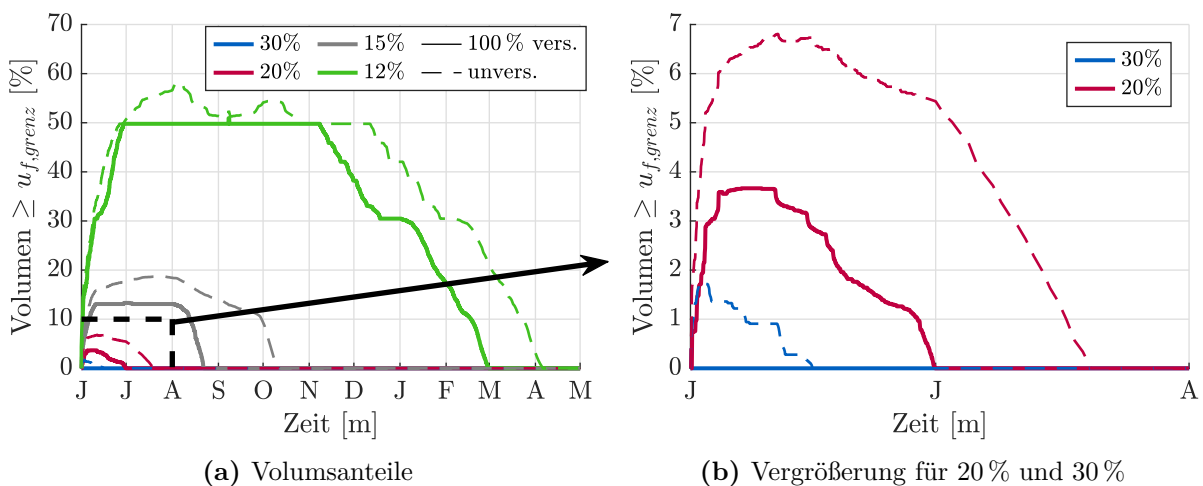 70
60
50
40
30
20
10
0
Volumen ≥ u_{f,grenz} [%]
30% 15% 100 % vers.
20% 12% unvers.
J J A S O N D J F M A M
Zeit [m]
(a) Volumsanteile
7
6
5
4
3
2
1
0
Volumen ≥ u_{f,grenz} [%]
30%
20%
J J A
Zeit [m]
(b) Vergrößerung für 20 % und 30 %